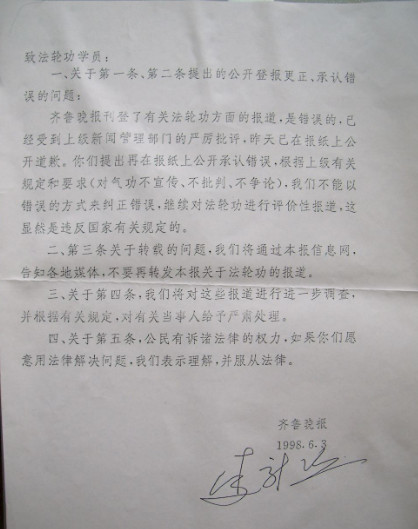 致法轮功学员：
一、关于第一条、第二条提出的公开登报更正、承认错
误的问题：
齐鲁晚报刊登了有关法轮功方面的报道，是错误的，已
经受到上级新闻管理部门的严厉批评，昨天已在报纸上公
开道歉。你们提出再在报纸上公开承认错误，根据上级有关
规定和要求（对气功不宣传、不批判、不争论），我们不能以
错误的方式来纠正错误，继续对法轮功进行评价性报道，这
显然是违反国家有关规定的。
二、第三条关于转载的问题，我们将通过本报信息网，
告知各地媒体，不要再转发本报关于法轮功的报道。
三、关于第四条，我们将对这些报道进行进一步调查，
并根据有关规定，对有关当事人给予严肃处理。
四、关于第五条，公民有诉诸法律的权力，如果你们愿
意用法律解决问题，我们表示理解，并服从法律。
齐鲁晚报
1998.6.3